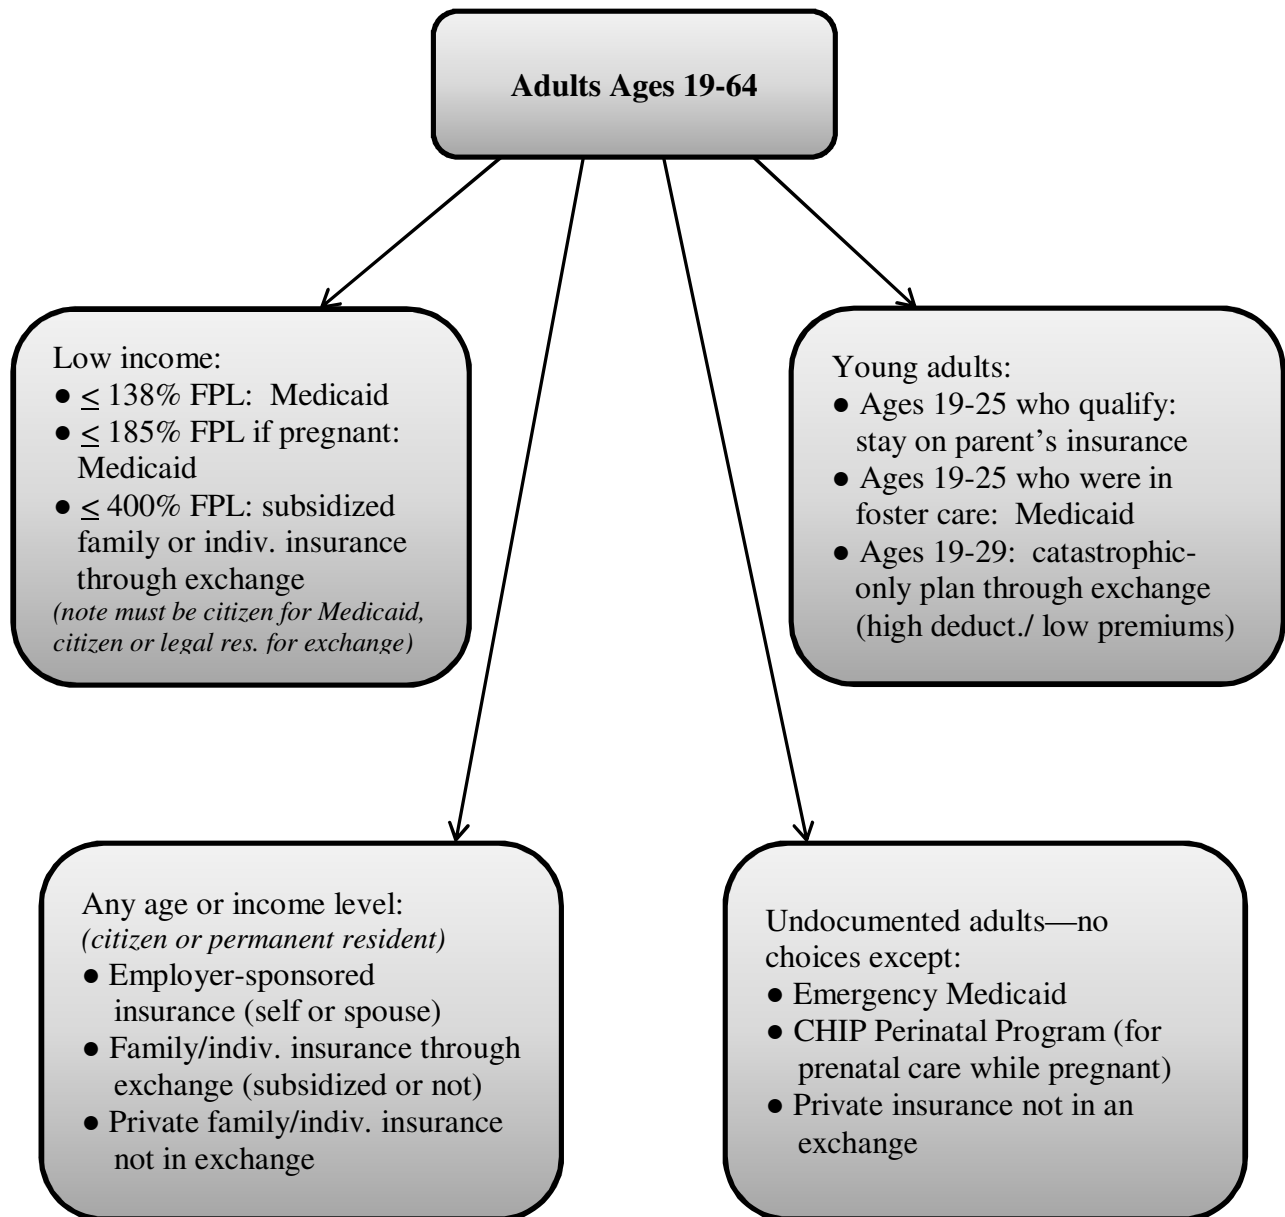 Adults Ages 19-64
Low income:
● < 138% FPL:  Medicaid
● < 185% FPL if pregnant:
Medicaid
● < 400% FPL: subsidized
family or indiv. insurance
through exchange
(note must be citizen for Medicaid,
citizen or legal res. for exchange)
Young adults:
● Ages 19-25 who qualify:
stay on parent’s insurance
● Ages 19-25 who were in
foster care:  Medicaid
● Ages 19-29:  catastrophic-
only plan through exchange
(high deduct./ low premiums)
Any age or income level:
(citizen or permanent resident)
● Employer-sponsored
insurance (self or spouse)
● Family/indiv. insurance through
exchange (subsidized or not)
● Private family/indiv. insurance
not in exchange
Undocumented adults—no
choices except:
● Emergency Medicaid
● CHIP Perinatal Program (for
prenatal care while pregnant)
● Private insurance not in an
exchange